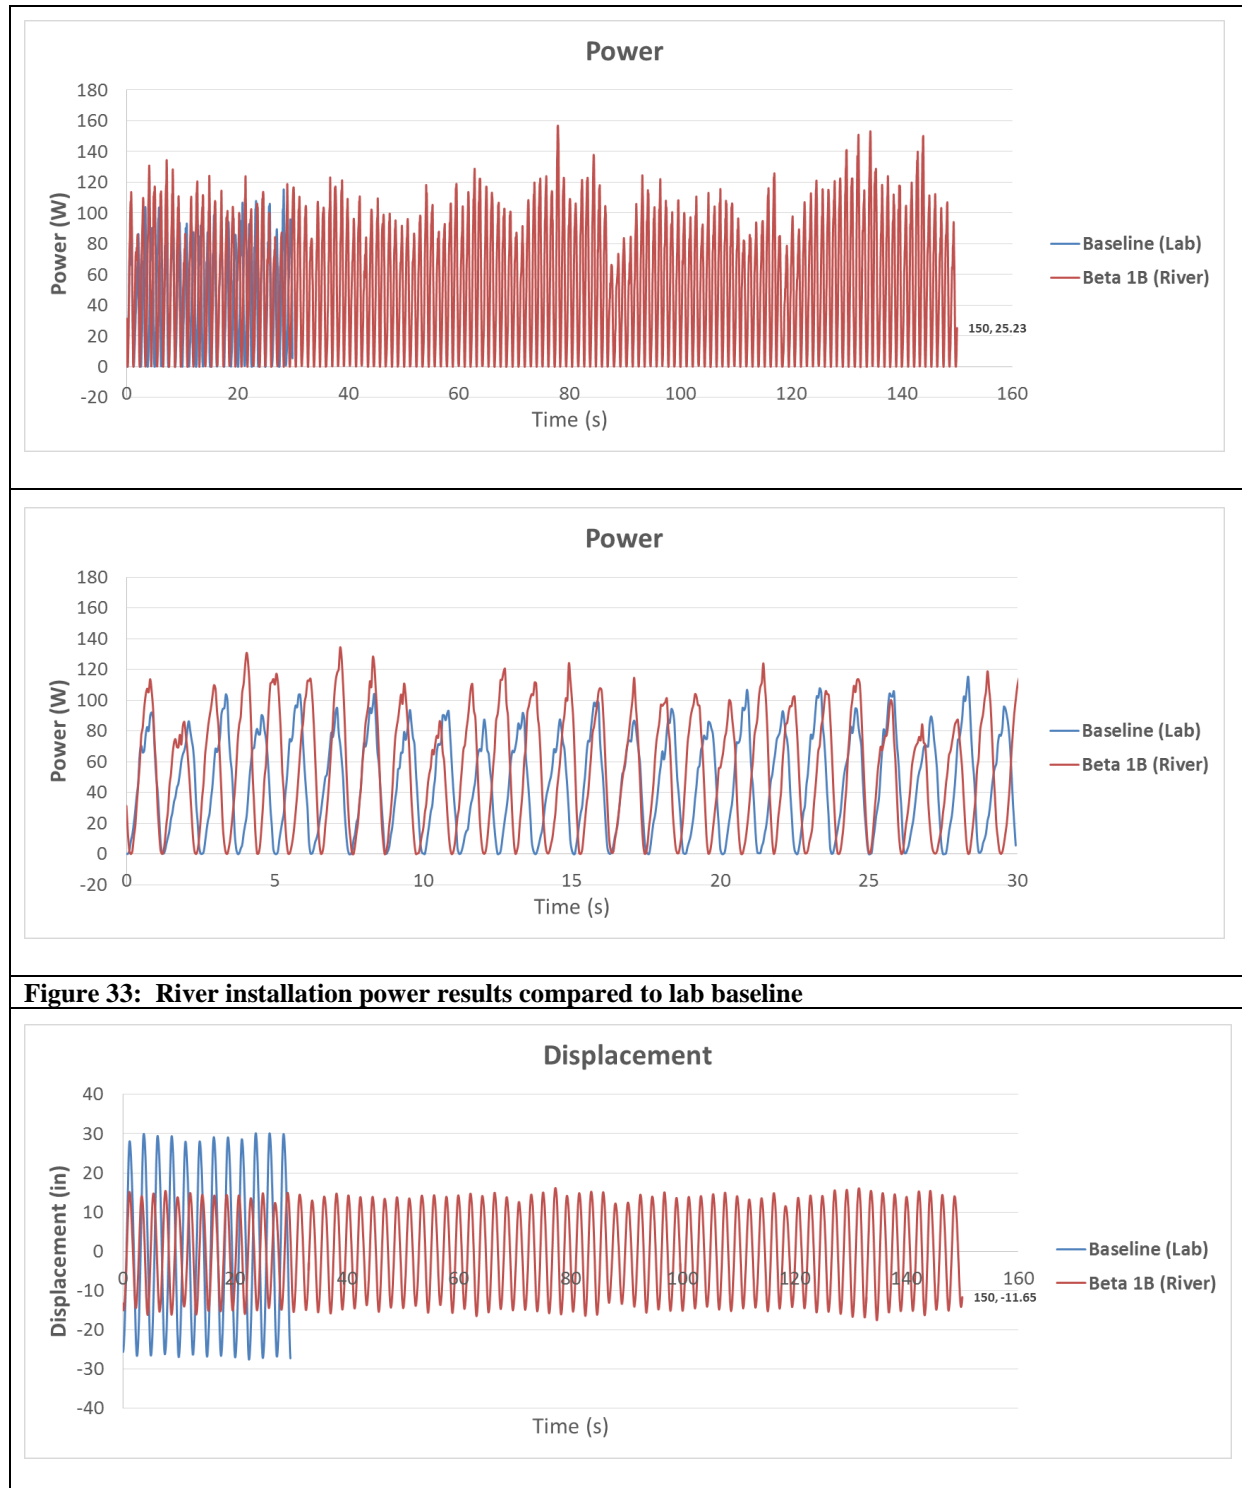 Power
180
160
140
120
100
80
60
40
20
0
-20
Power (W)
0 20 40 60 80 100 120 140 160
Time (s)
Baseline (Lab)
Beta 1B (River)
150, 25.23
Power
180
160
140
120
100
80
60
40
20
0
-20
Power (W)
0 5 10 15 20 25 30
Time (s)
Baseline (Lab)
Beta 1B (River)
Figure 33: River installation power results compared to lab baseline
Displacement
40
30
20
10
0
-10
-20
-30
-40
Displacement (in)
0 20 40 60 80 100 120 140 160
Time (s)
Baseline (Lab)
Beta 1B (River)
150, -11.65